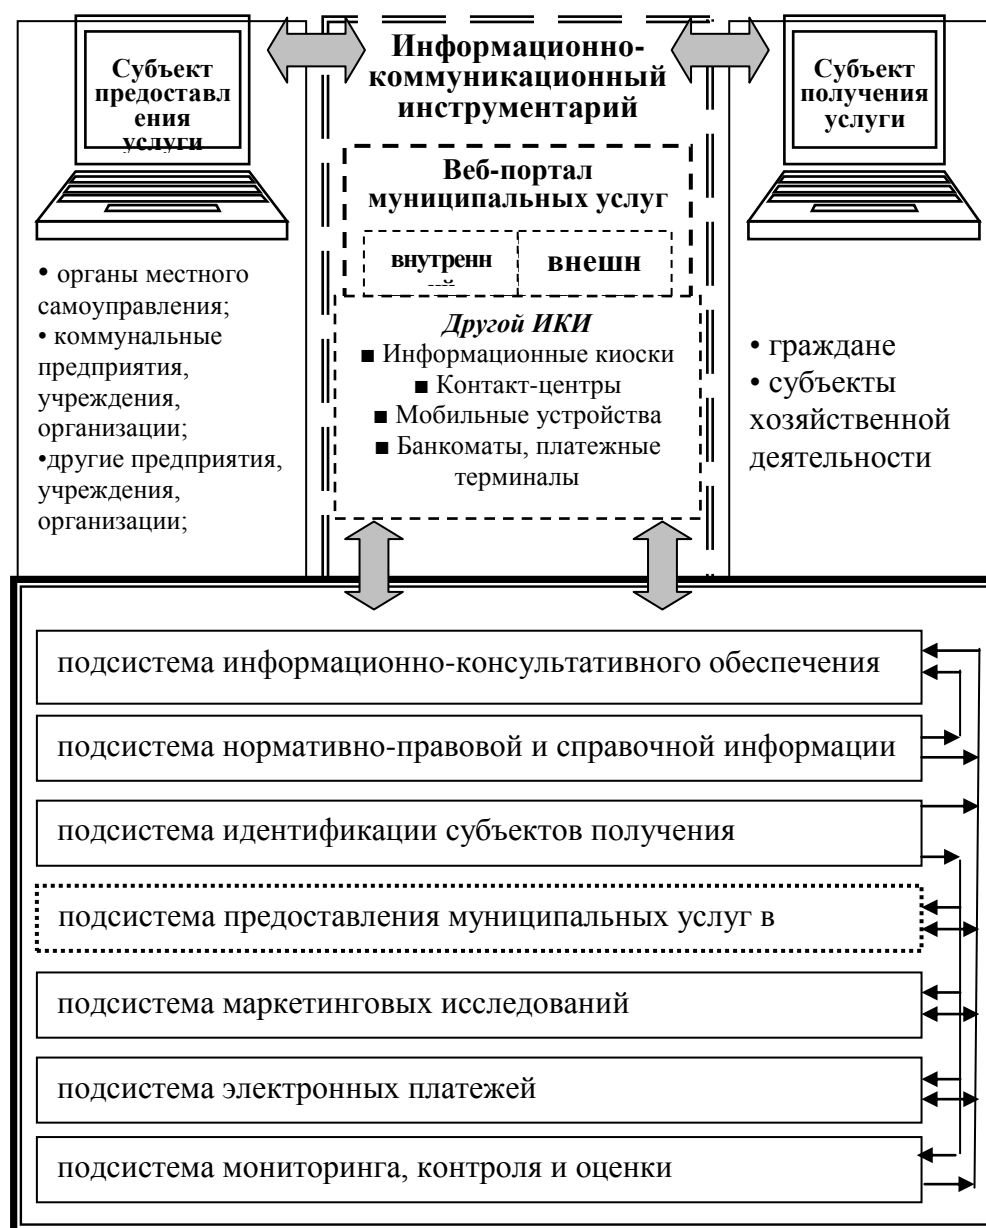 Субъект
предоставл
ения
услуги
• органы местного
самоуправления;
• коммунальные
предприятия,
учреждения,
организации;
•другие предприятия,
учреждения,
организации;
Информационно-
коммуникационный
инструментарий
Веб-портал
муниципальных услуг
внутренн
ий
внешн
Другой ИКИ
■ Информационные киоски
■ Контакт-центры
■ Мобильные устройства
■ Банкоматы, платежные
терминалы
Субъект
получения
услуги
• граждане
• субъекты
хозяйственной
деятельности
подсистема информационно-консультативного обеспечения
подсистема нормативно-правовой и справочной информации
подсистема идентификации субъектов получения
подсистема предоставления муниципальных услуг в
подсистема маркетинговых исследований
подсистема электронных платежей
подсистема мониторинга, контроля и оценки